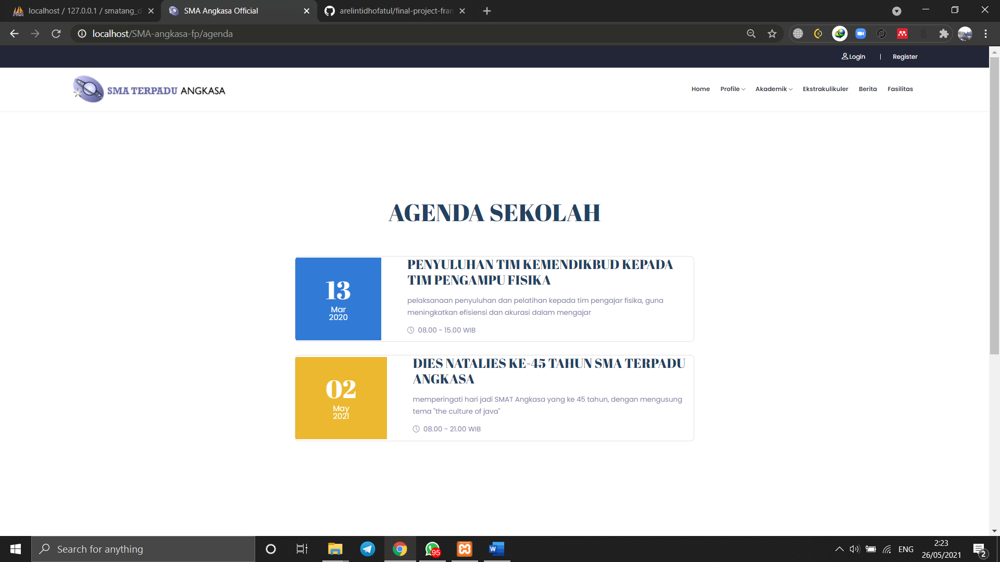 localhost / 127.0.0.1 / smatang_d
SMA Angkasa Official
arelintidhofatul/final-project-fran
localhost/SMA-angkasa-fp/agenda
Login | Register
SMA TERPADU ANGKASA
Home Profile Akademik Ekstrakulikuler Berita Fasilitas
AGENDA SEKOLAH
13
Mar
2020
PENYULUHAN TIM KEMENDIKBUD KEPADA
TIM PENGAMPU FISIKA
pelaksanaan penyuluhan dan pelatihan kepada tim pengajar fisika, guna
meningkatkan efisiensi dan akurasi dalam mengajar
08.00 - 15.00 WIB
02
May
2021
DIES NATALIES KE-45 TAHUN SMA TERPADU
ANGKASA
memperingati hari jadi SMAT Angkasa yang ke 45 tahun, dengan mengusung
tema "the culture of java"
08.00 - 21.00 WIB
Search for anything
95
ENG
2:23
26/05/2021
2